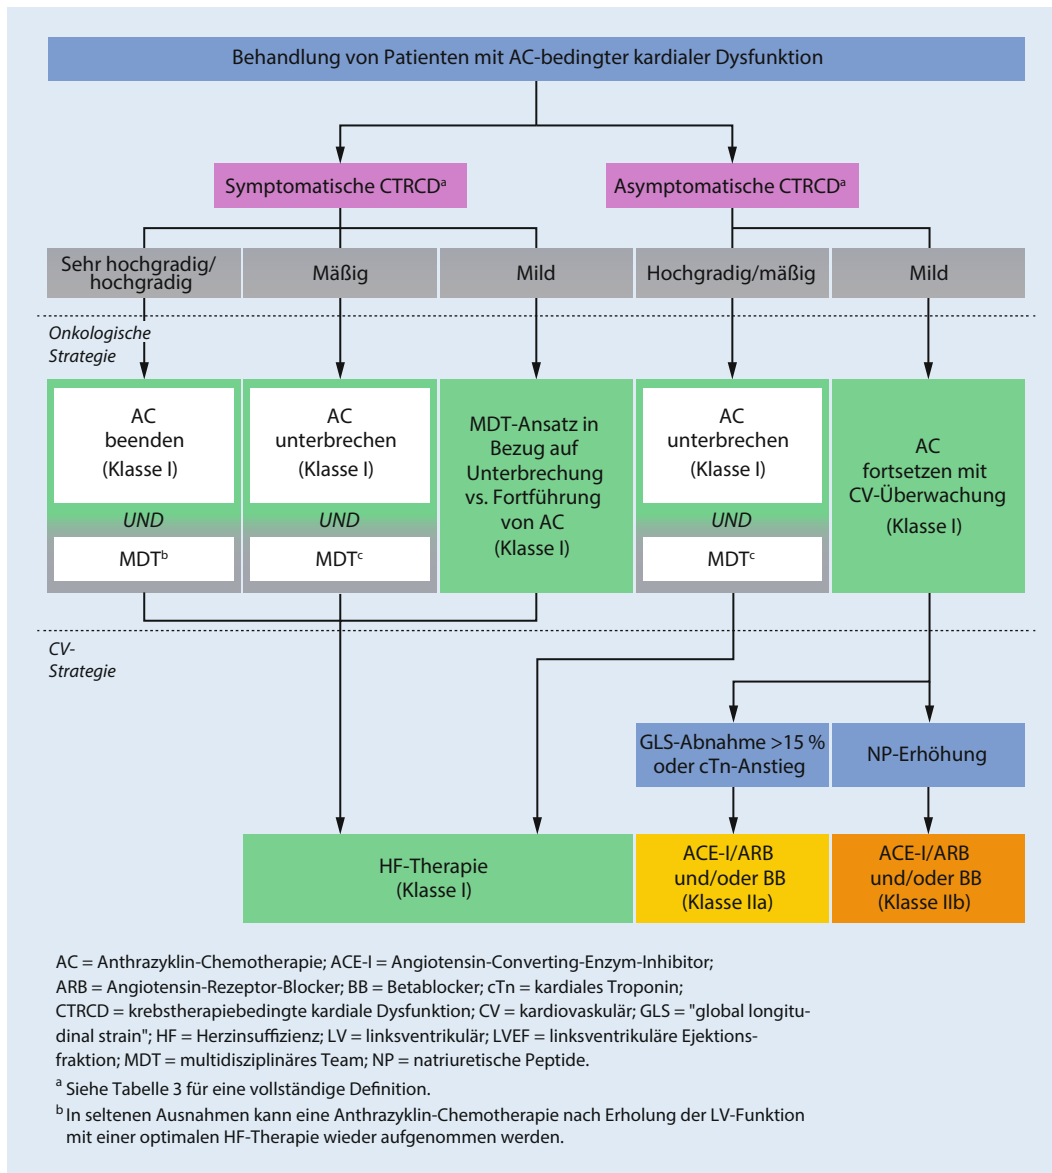 Behandlung von Patienten mit AC-bedingter kardialer Dysfunktion
Symptomatische CTRCDᵃ
Asymptomatische CTRCDᵃ
Sehr hochgradig/
hochgradig
Mäßig
Mild
Hochgradig/mäßig
Mild
Onkologische
Strategie
AC
beenden
(Klasse I)
UND
MDTᵇ
AC
unterbrechen
(Klasse I)
UND
MDTᶜ
MDT-Ansatz in
Bezug auf
Unterbrechung
vs. Fortführung
von AC
(Klasse I)
AC
unterbrechen
(Klasse I)
UND
MDTᶜ
AC
fortsetzen mit
CV-Überwachung
(Klasse I)
CV-
Strategie
GLS-Abnahme >15 %
oder cTn-Anstieg
NP-Erhöhung
HF-Therapie
(Klasse I)
ACE-I/ARB
und/oder BB
(Klasse IIa)
ACE-I/ARB
und/oder BB
(Klasse IIb)
AC = Anthrazyklin-Chemotherapie; ACE-I = Angiotensin-Converting-Enzym-Inhibitor;
ARB = Angiotensin-Rezeptor-Blocker; BB = Betablocker; cTn = kardiales Troponin;
CTRCD = krebstherapiebedingte kardiale Dysfunktion; CV = kardiovaskulär; GLS = "global longitu-
dinal strain"; HF = Herzinsuffizienz; LV = linksventrikulär; LVEF = linksventrikuläre Ejektions-
fraktion; MDT = multidisziplinäres Team; NP = natriuretische Peptide.
ᵃ Siehe Tabelle 3 für eine vollständige Definition.
ᵇ In seltenen Ausnahmen kann eine Anthrazyklin-Chemotherapie nach Erholung der LV-Funktion
mit einer optimalen HF-Therapie wieder aufgenommen werden.